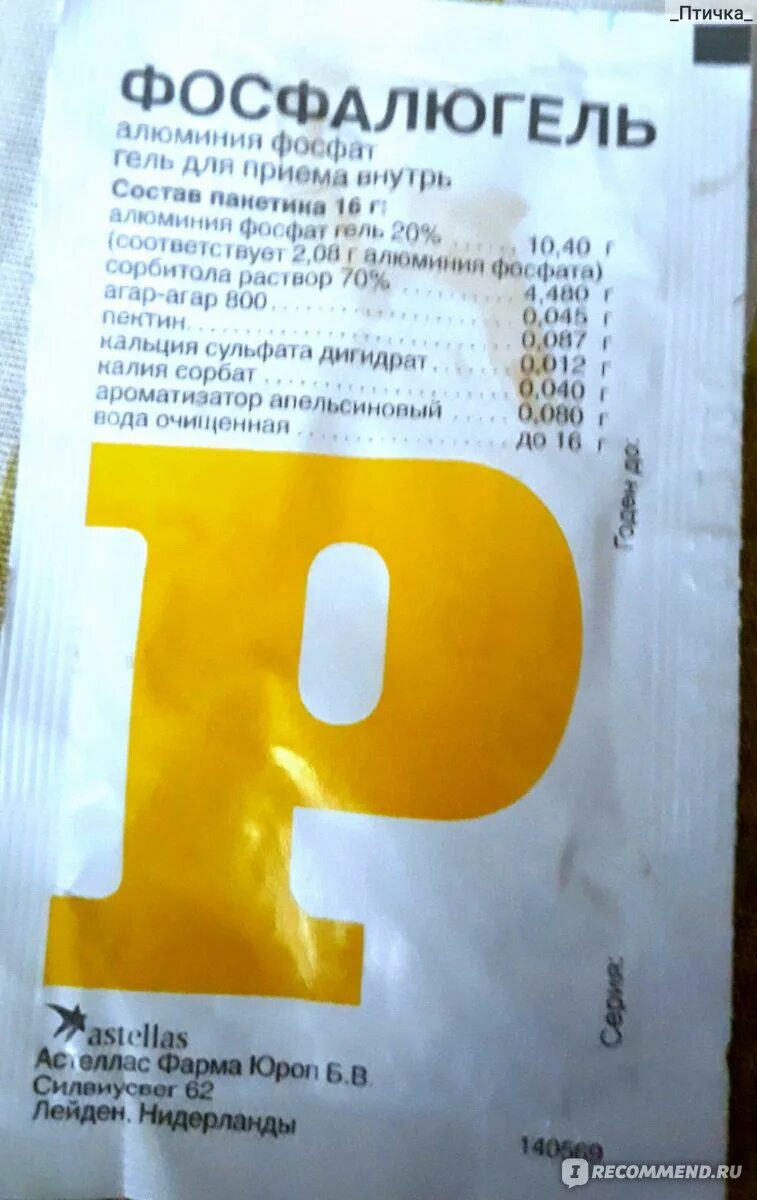 _Птичка_
ФОСФАЛЮГЕЛЬ
алюминия фосфат
гель для приема внутрь
Состав пакетика 16 г:
алюминия фосфат гель 20% ...... 10,40 г
(соответствует 2,08 г алюминия фосфата)
сорбитола раствор 70% ........... 4,480 г
агар-агар 800 ........................ 0,045 г
пектин ................................. 0,087 г
кальция сульфата дигидрат ...... 0,012 г
калия сорбат ........................ 0,040 г
ароматизатор апельсиновый ..... 0,080 г
вода очищенная .................... до 16 г
Годен до:
P
Серия:
astellas
Астеллас Фарма Юроп Б.В.
Силвиусвег 62
Лейден. Нидерланды
140569
IRECOMMEND.RU